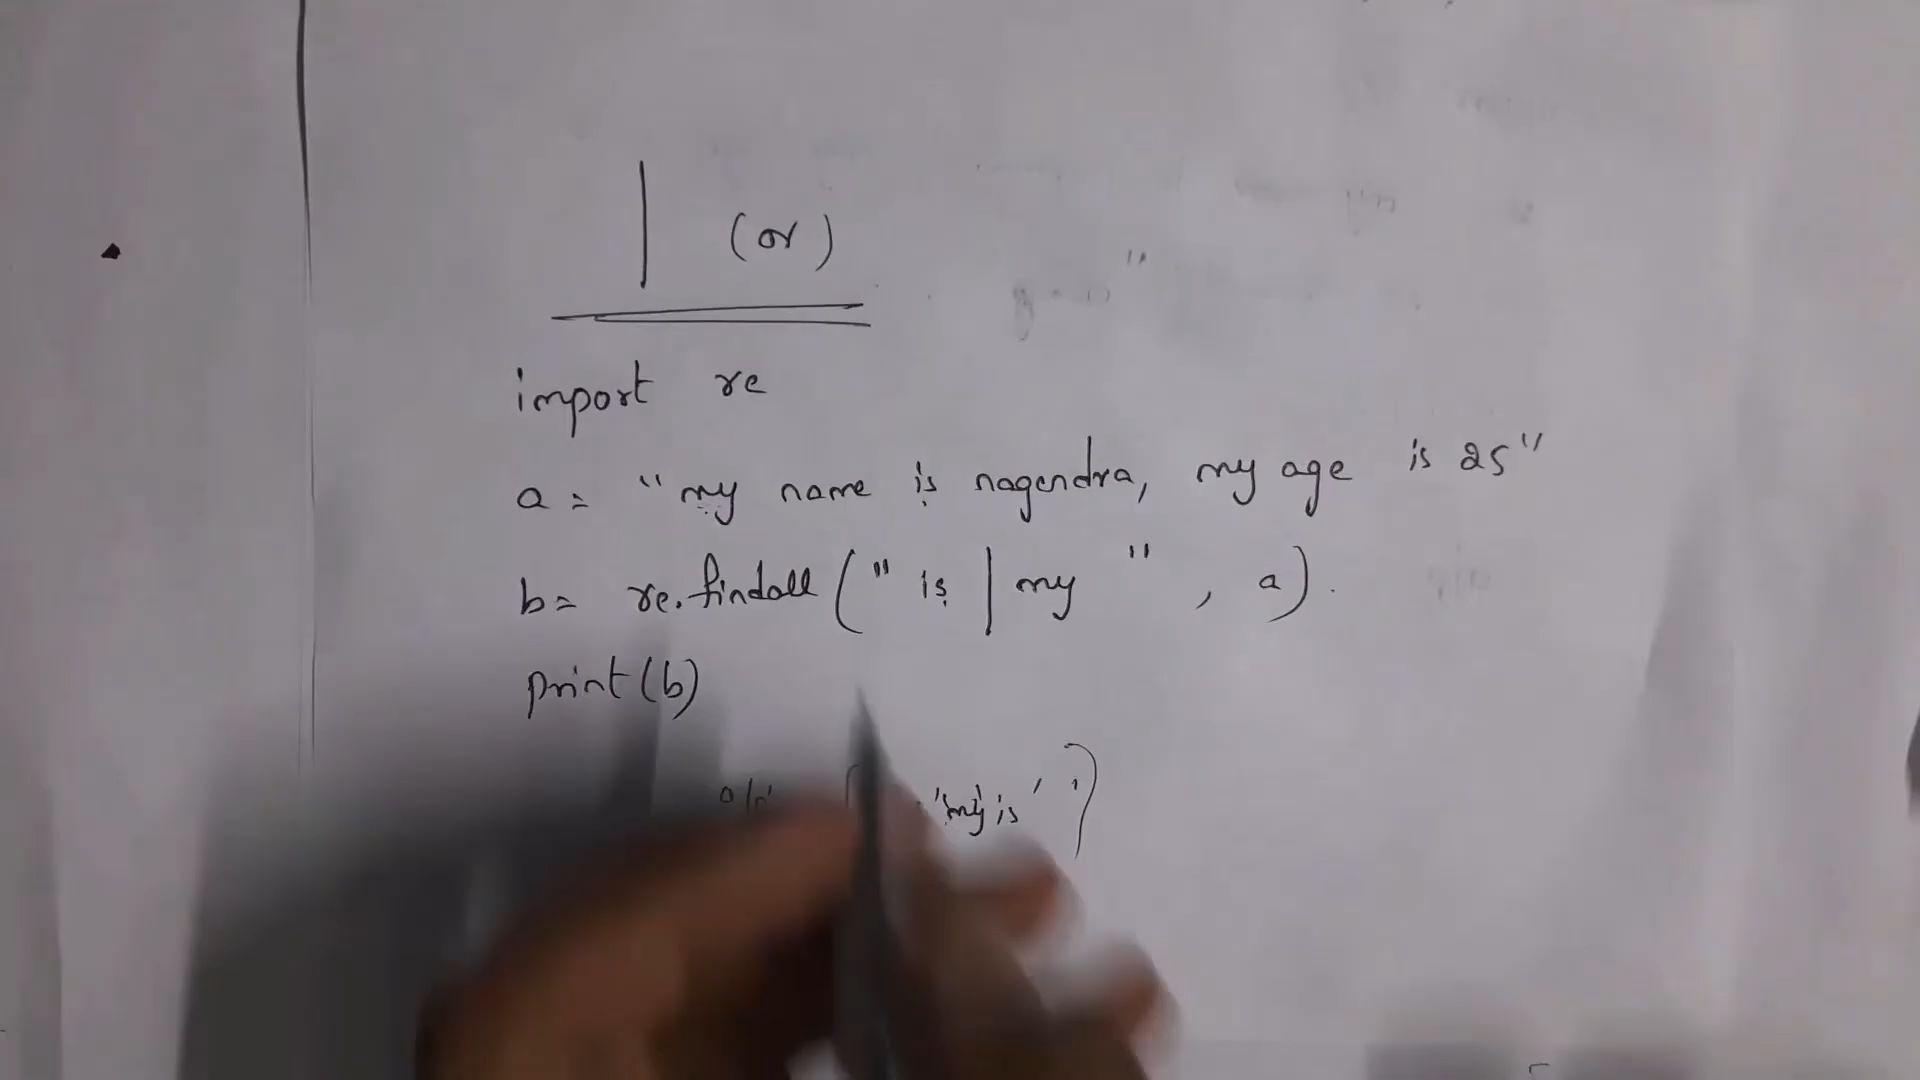 | (or)
import re
a = "my name is nagendra, my age is 25"
b = re.findall("is | my ", a).
print(b)
'my is' ')